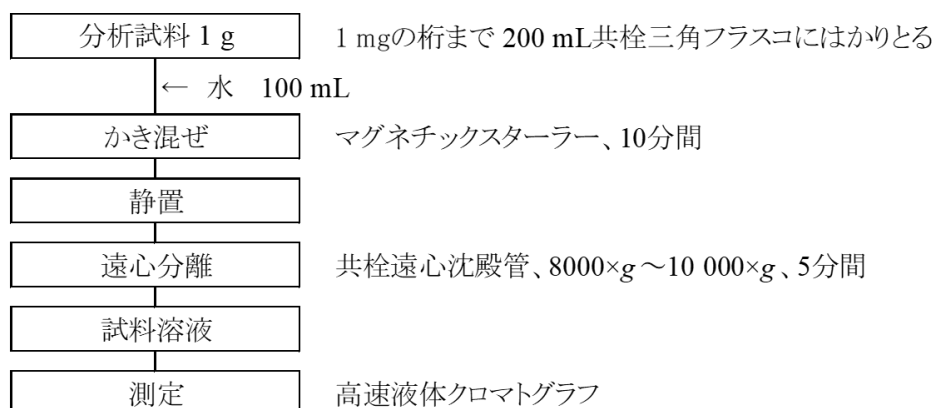 分析試料 1 g 1 mgの桁まで 200 mL共栓三角フラスコにはかりとる
← 水 100 mL
かき混ぜ マグネチックスターラー、10分間
静置
遠心分離 共栓遠心沈殿管、8000×g～10 000×g、5分間
試料溶液
測定 高速液体クロマトグラフ